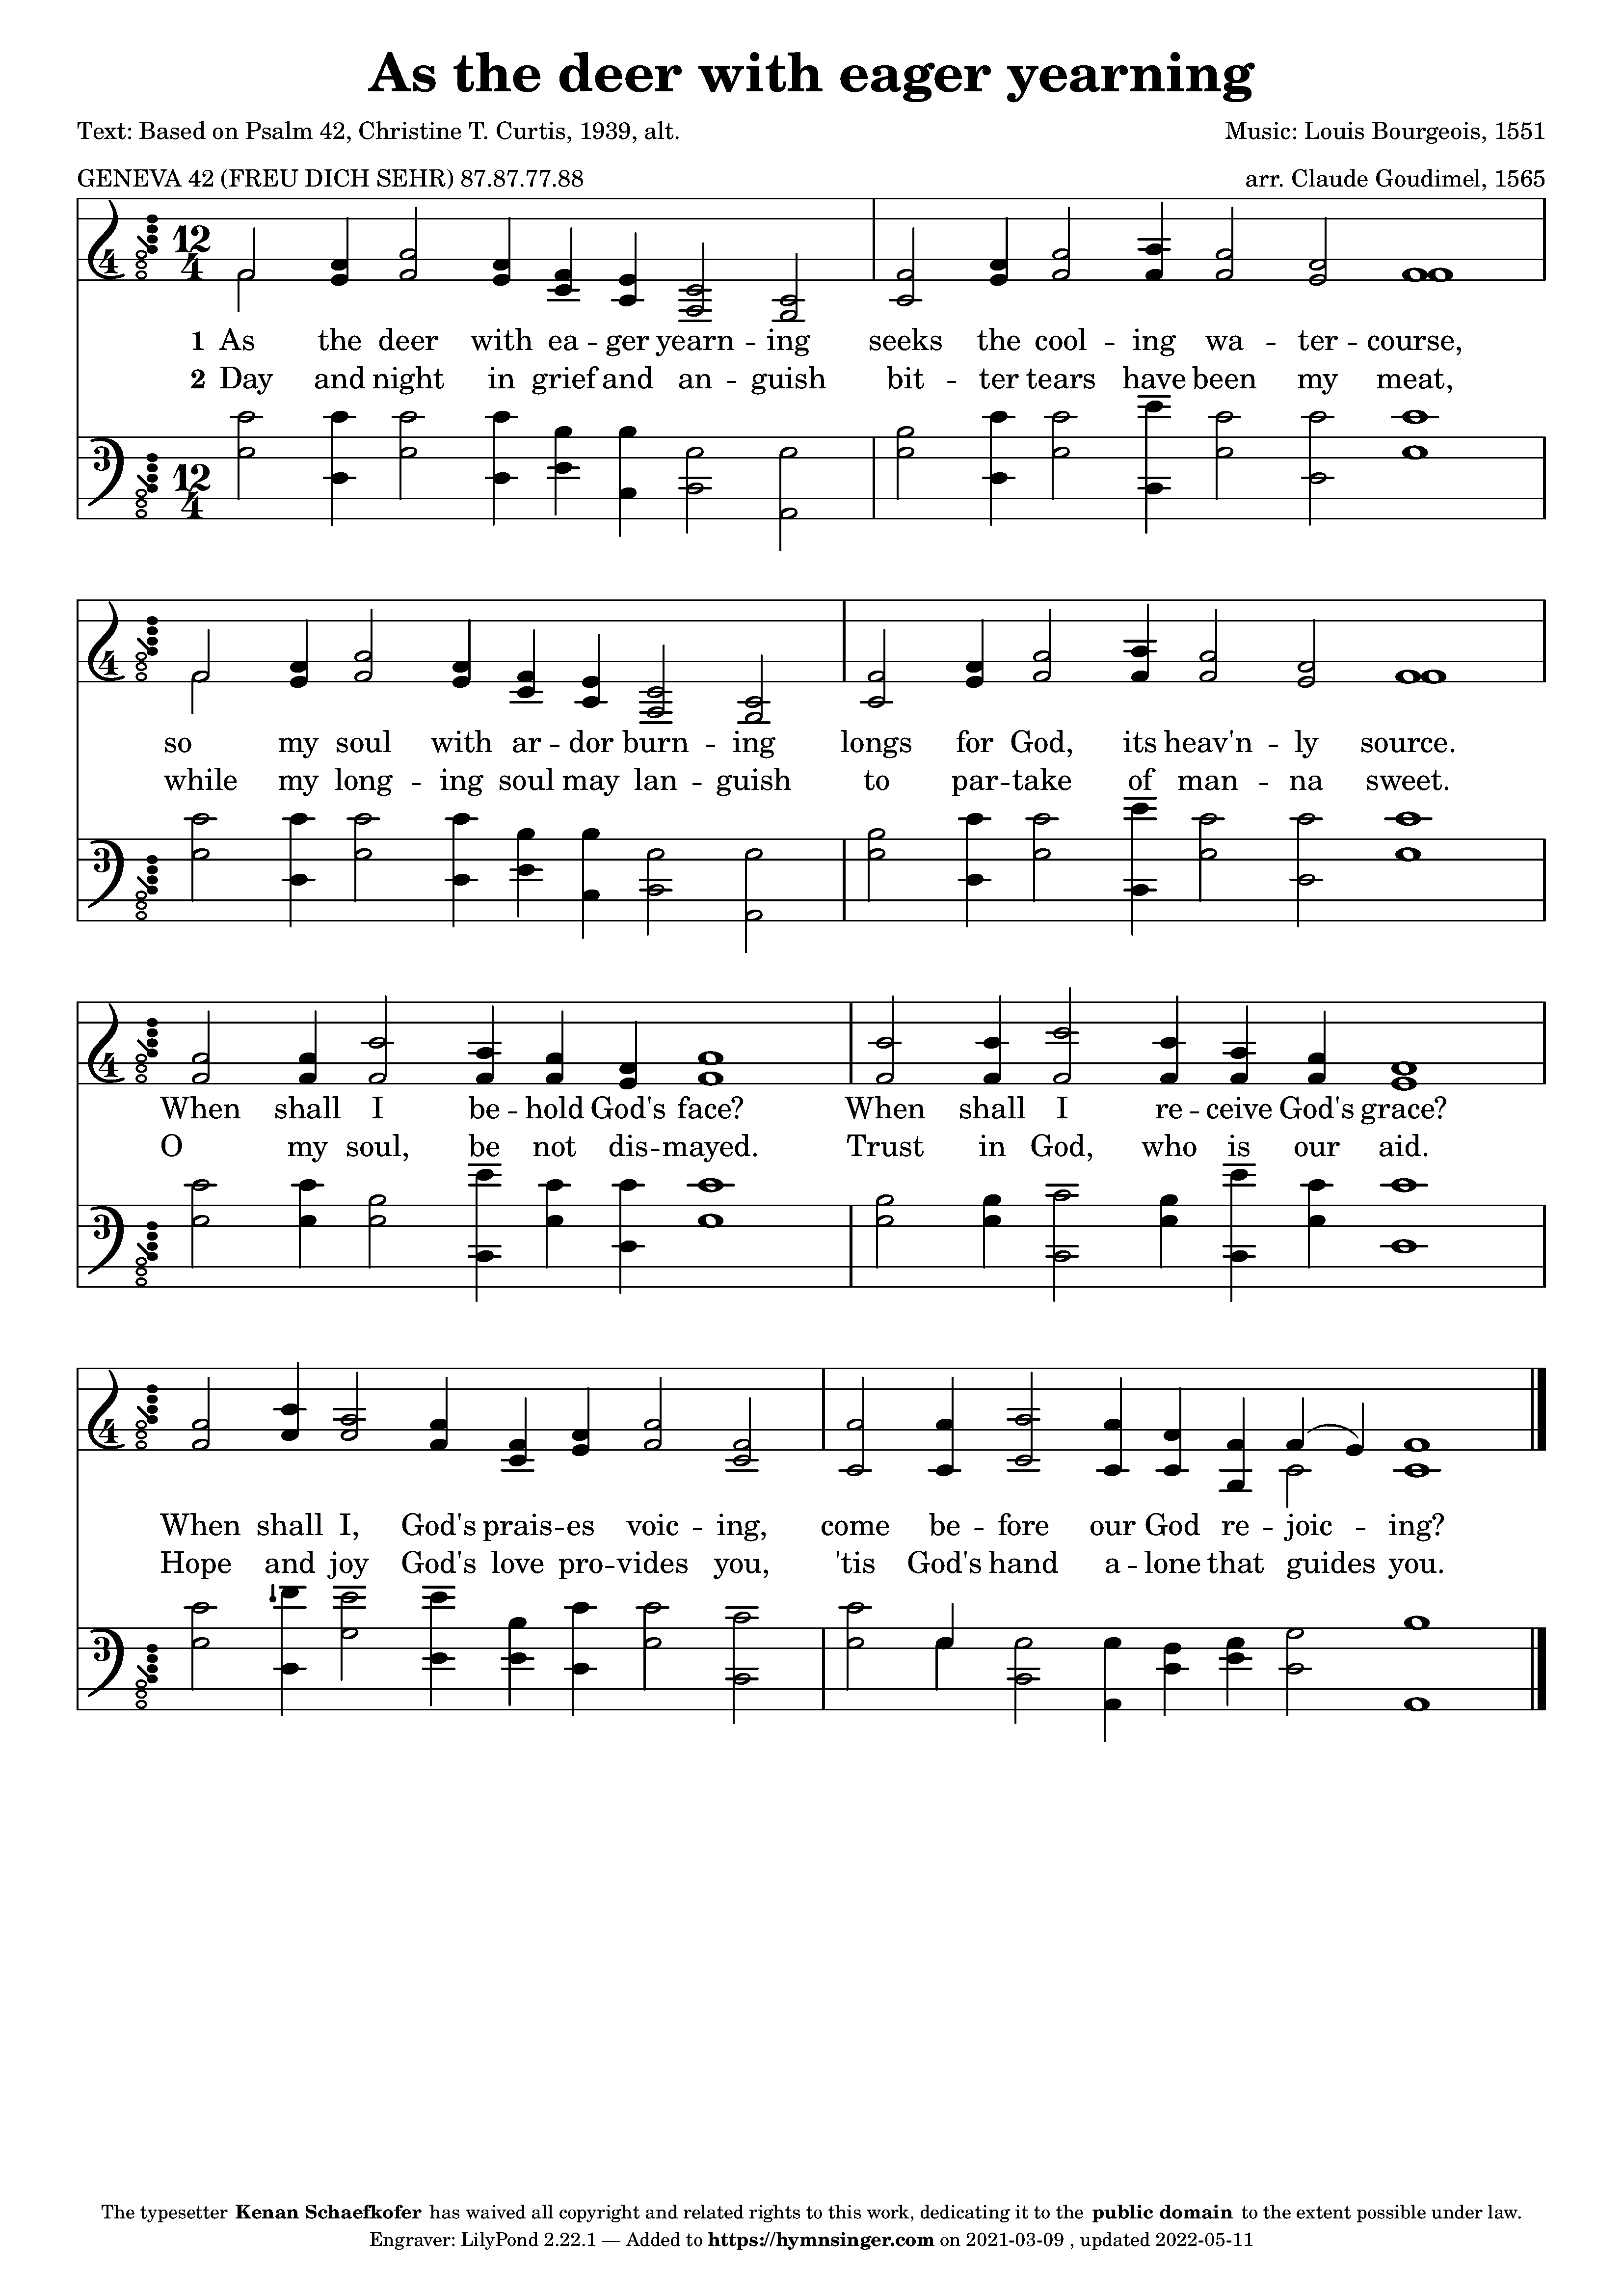 As the deer with eager yearning
Text: Based on Psalm 42, Christine T. Curtis, 1939, alt.
Music: Louis Bourgeois, 1551
GENEVA 42 (FREU DICH SEHR) 87.87.77.88
arr. Claude Goudimel, 1565
4 12 4
1 As the deer with ea - ger yearn - ing seeks the cool - ing wa - ter - course,
2 Day and night in grief and an - guish bit - ter tears have been my meat,
3 12 4
4
so my soul with ar - dor burn - ing longs for God, its heav'n - ly source.
while my long - ing soul may lan - guish to par - take of man - na sweet.
3
4
When shall I be - hold God's face? When shall I re - ceive God's grace?
O my soul, be not dis - mayed. Trust in God, who is our aid.
3
4
When shall I, God's prais - es voic - ing, come be - fore our God re - joic - ing?
Hope and joy God's love pro - vides you, 'tis God's hand a - lone that guides you.
3
The typesetter Kenan Schaefkofer has waived all copyright and related rights to this work, dedicating it to the public domain to the extent possible under law.
Engraver: LilyPond 2.22.1 — Added to https://hymnsinger.com on 2021-03-09 , updated 2022-05-11